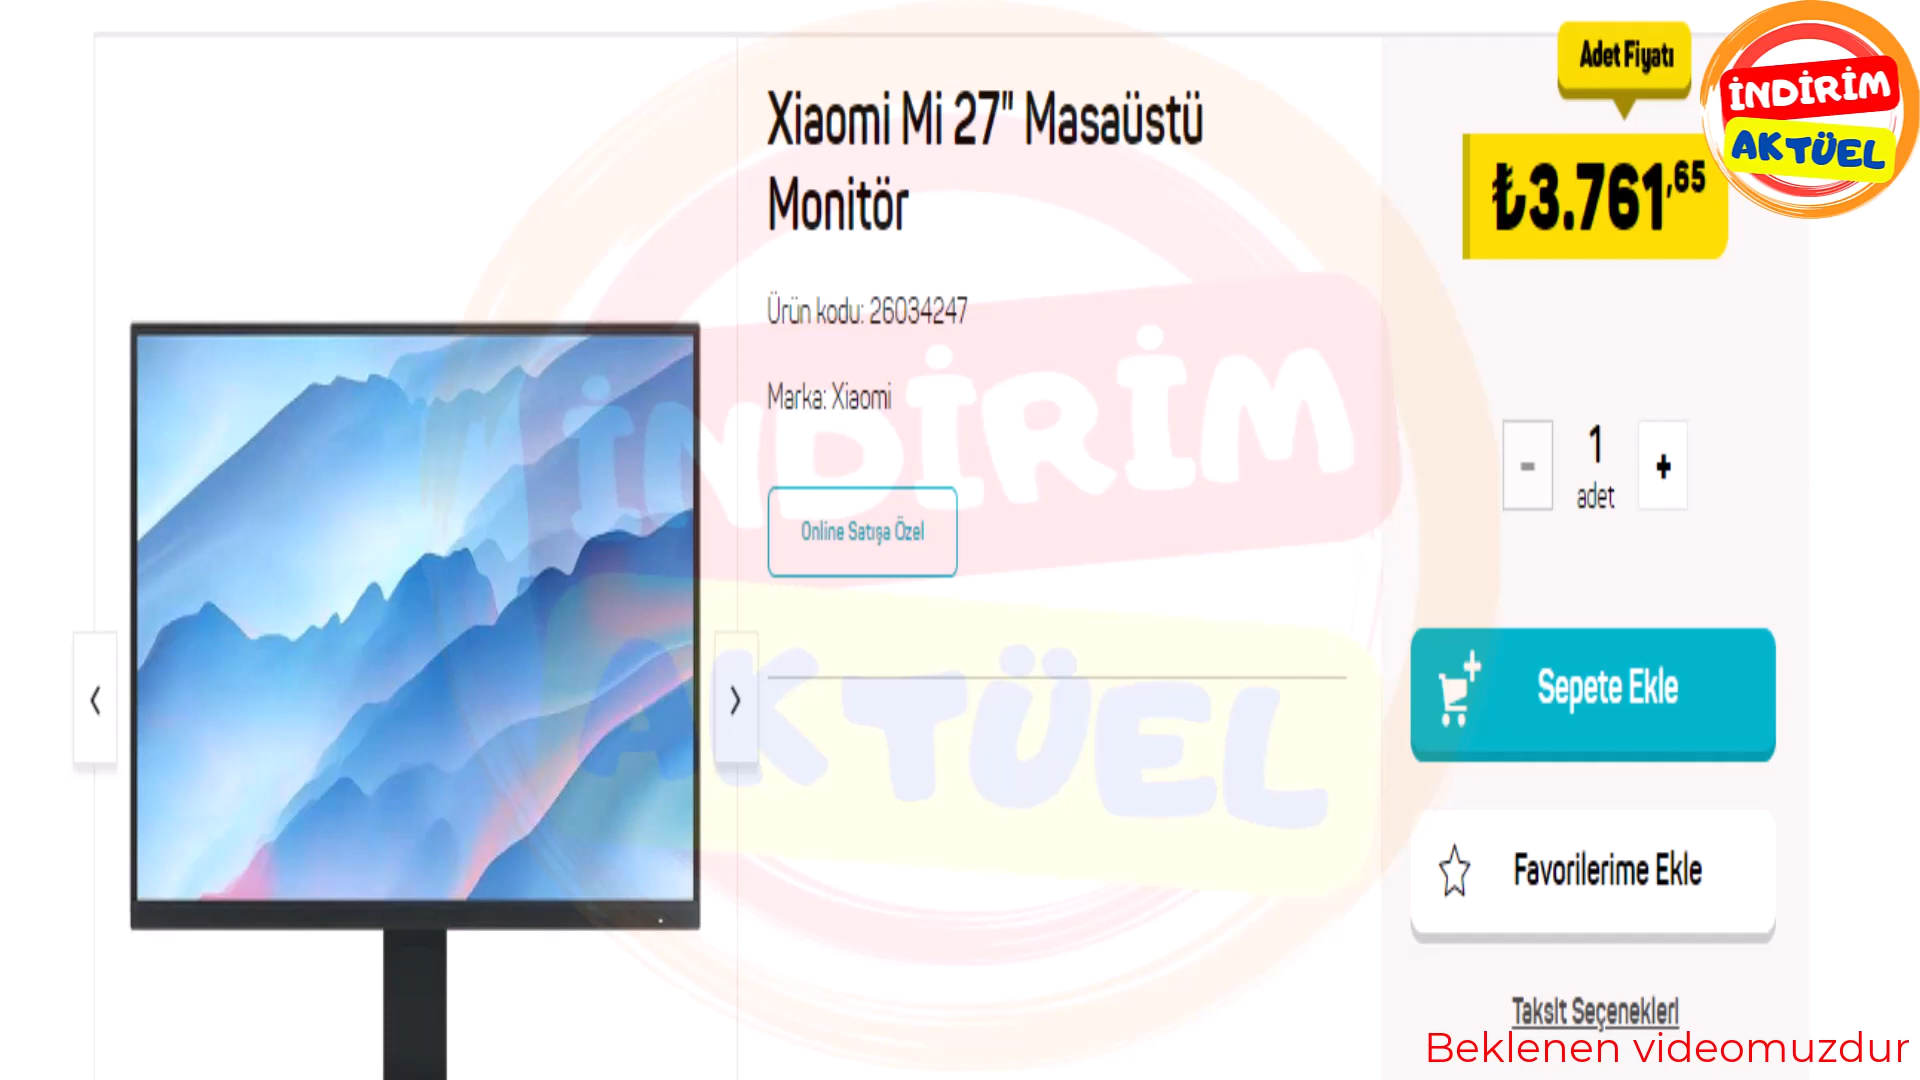 Xiaomi Mi 27" Masaüstü
Monitör
Ürün kodu: 26034247
Marka: Xiaomi
Online Satışa Özel
Adet Fiyatı
₺3.761,65
-
1
+
adet
Sepete Ekle
Favorilerime Ekle
Taksit Seçenekleri
İNDİRİM
AKTÜEL
İNDİRİM
AKTÜEL
Beklenen videomuzdur